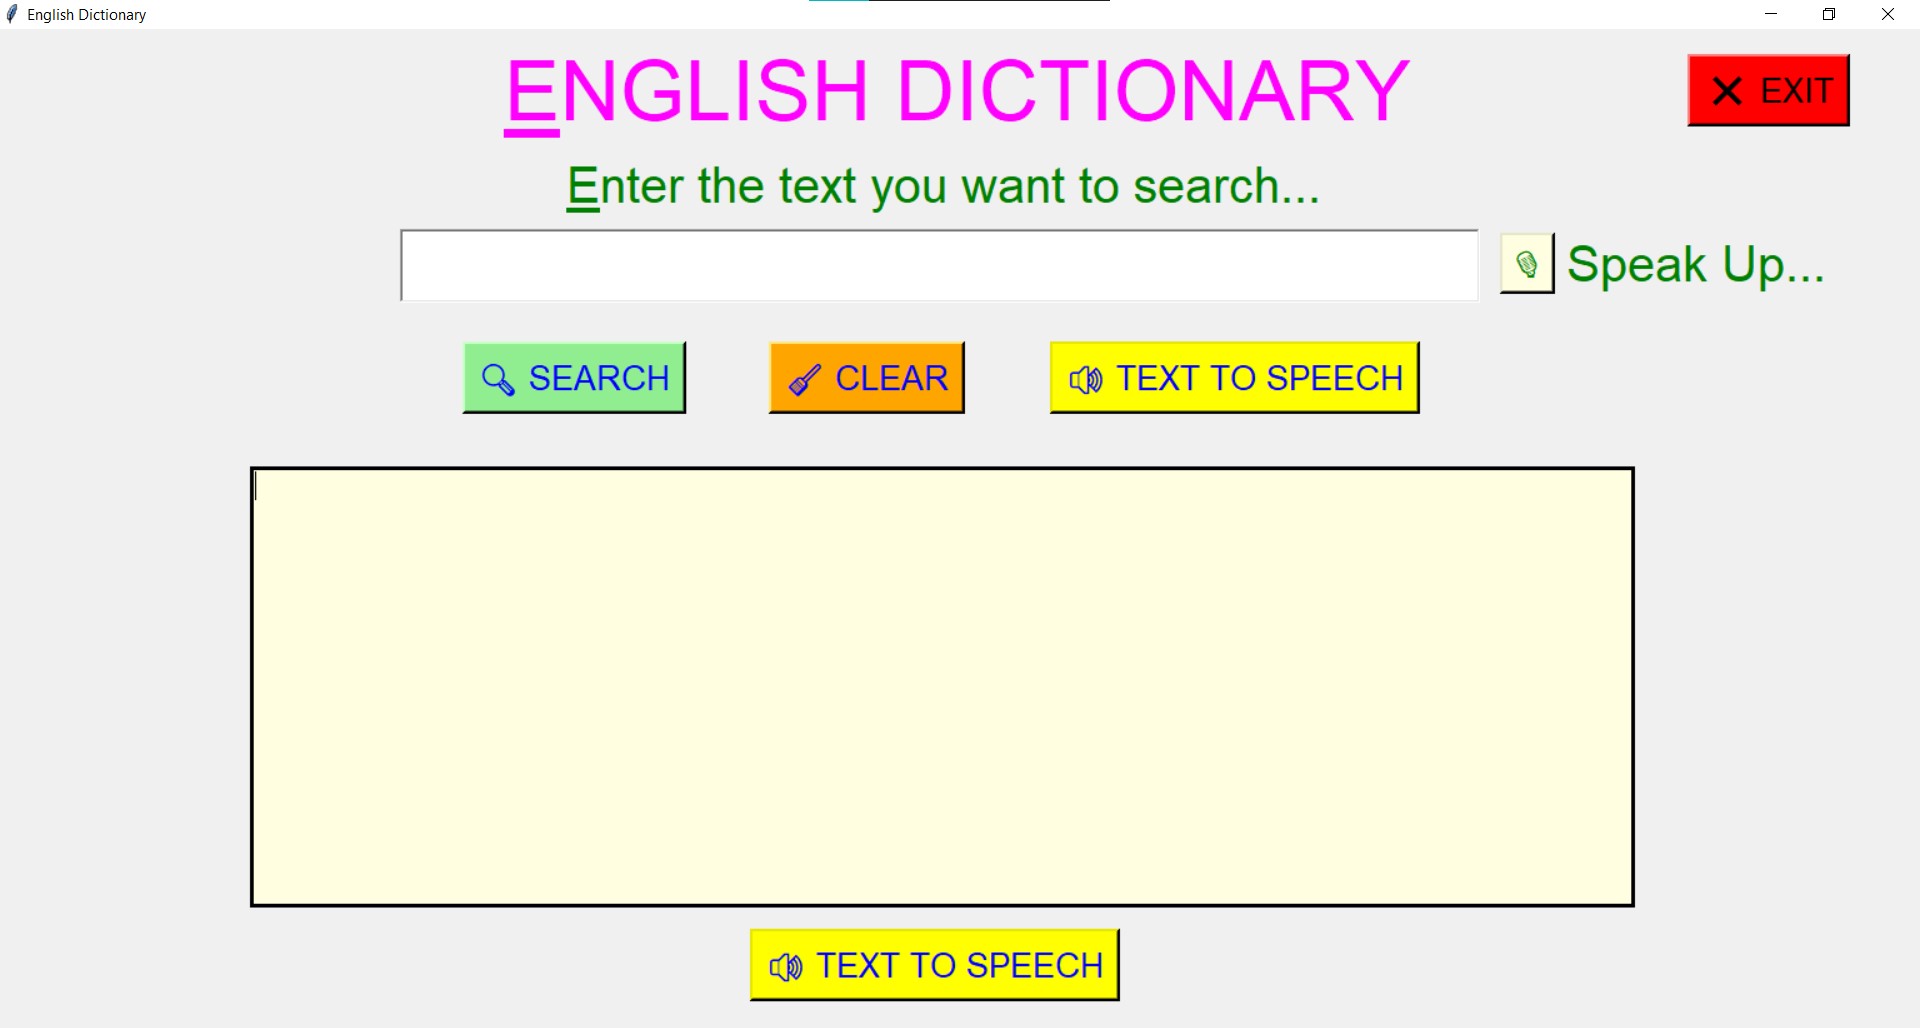 English Dictionary
ENGLISH DICTIONARY
EXIT
Enter the text you want to search...
Speak Up...
SEARCH
CLEAR
TEXT TO SPEECH
TEXT TO SPEECH